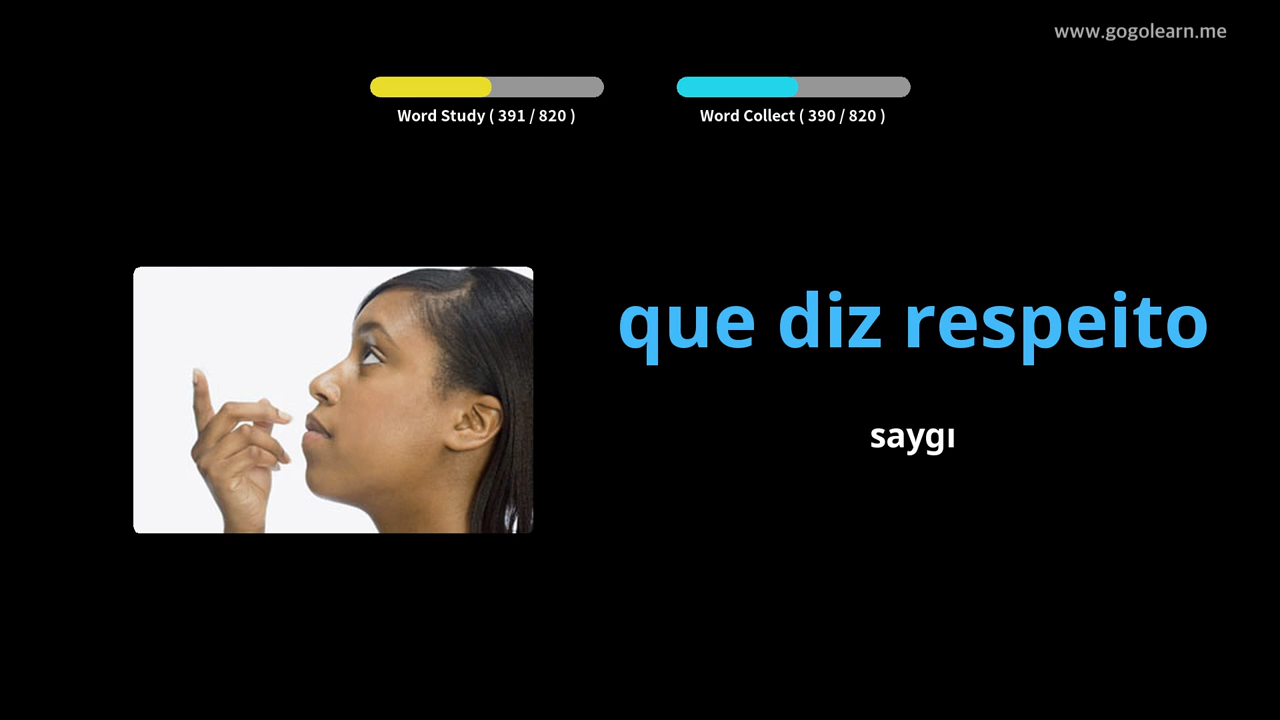 www.gogolearn.me
Word Study ( 391 / 820 )
Word Collect ( 390 / 820 )
que diz respeito
saygı